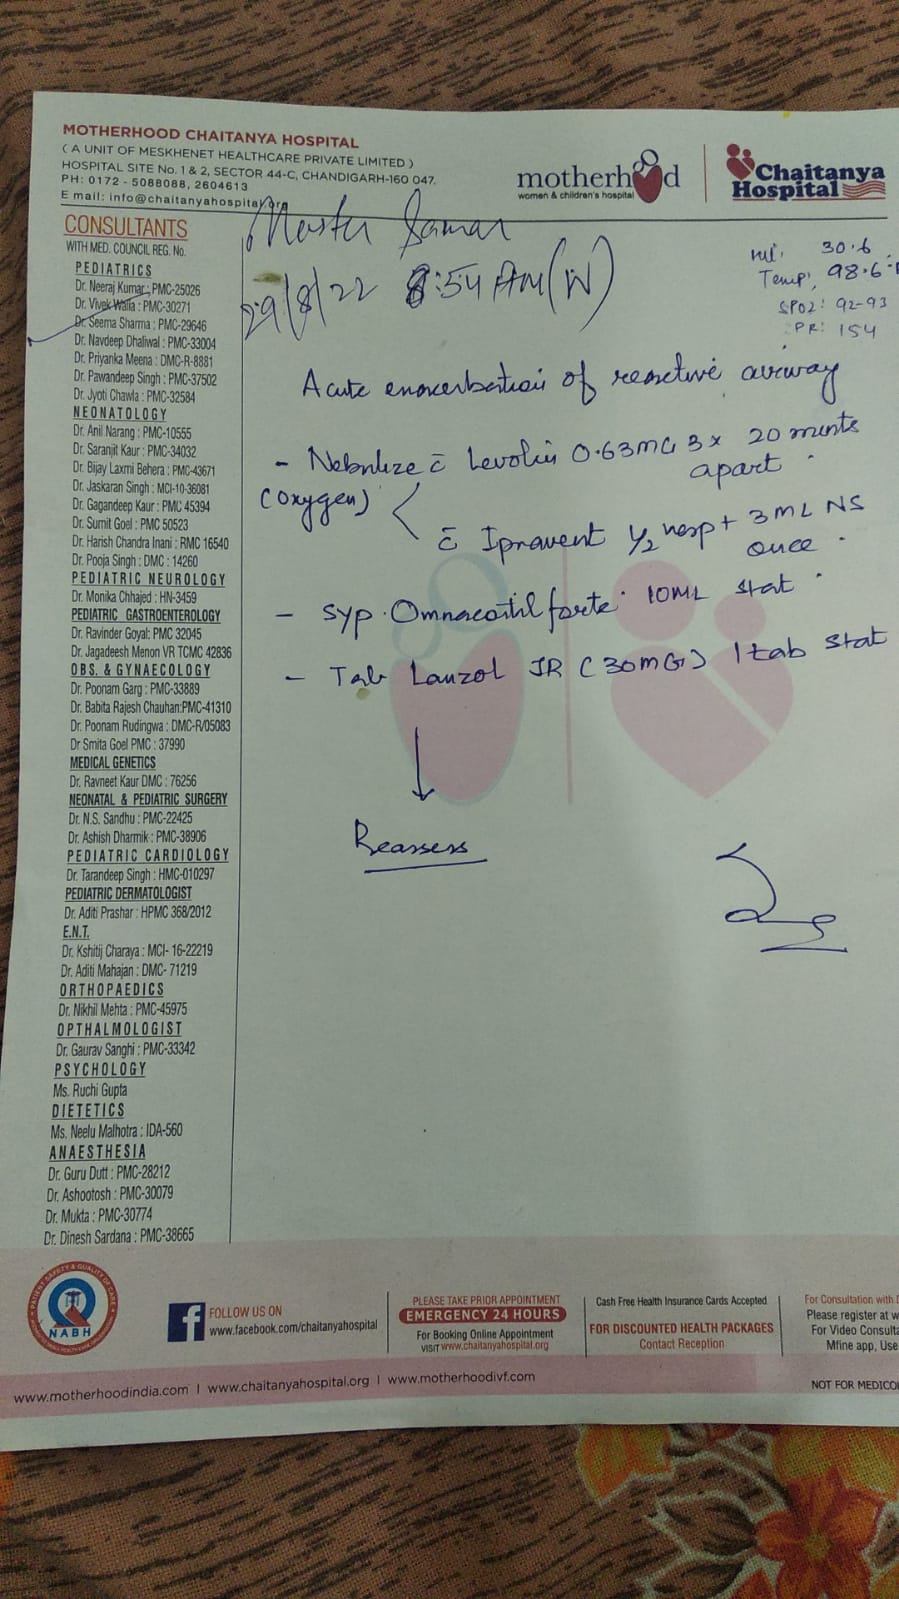 MOTHERHOOD CHAITANYA HOSPITAL
( A UNIT OF MESKHENET HEALTHCARE PRIVATE LIMITED )
HOSPITAL SITE No. 1 & 2, SECTOR 44-C, CHANDIGARH-160 047.
PH: 0172 - 5088088, 2604613
E mail: info@chaitanyahospital.org
motherhood
women & children's hospital
Chaitanya
Hospital
CONSULTANTS
WITH MED. COUNCIL REG. No.
PEDIATRICS
Dr. Neeraj Kumar: PMC-25026
Dr. Vivek Walia : PMC-30271
Dr. Seema Sharma : PMC-29646
Dr. Navdeep Dhaliwal : PMC-33004
Dr. Priyanka Meena : DMC-R-8881
Dr. Pawandeep Singh : PMC-37502
Dr. Jyoti Chawla : PMC-32584
NEONATOLOGY
Dr. Anil Narang : PMC-10555
Dr. Saranjit Kaur : PMC-34032
Dr. Bijay Laxmi Behera : PMC-43671
Dr. Jaskaran Singh : MCI-10-36081
Dr. Gagandeep Kaur : PMC 45394
Dr. Sumit Goel : PMC 50523
Dr. Harish Chandra Inani : RMC 16540
Dr. Pooja Singh : DMC : 14260
PEDIATRIC NEUROLOGY
Dr. Monika Chhajed : HN-3459
PEDIATRIC GASTROENTEROLOGY
Dr. Ravinder Goyal: PMC 32045
Dr. Jagadeesh Menon VR TCMC 42836
OBS. & GYNAECOLOGY
Dr. Poonam Garg : PMC-33889
Dr. Babita Rajesh Chauhan:PMC-41310
Dr. Poonam Rudingwa : DMC-R/05083
Dr Smita Goel PMC : 37990
MEDICAL GENETICS
Dr. Ravneet Kaur DMC : 76256
NEONATAL & PEDIATRIC SURGERY
Dr. N.S. Sandhu : PMC-22425
Dr. Ashish Dharmik : PMC-38906
PEDIATRIC CARDIOLOGY
Dr. Tarandeep Singh : HMC-010297
PEDIATRIC DERMATOLOGIST
Dr. Aditi Prashar : HPMC 368/2012
E.N.T.
Dr. Kshitij Charaya : MCI- 16-22219
Dr. Aditi Mahajan : DMC- 71219
ORTHOPAEDICS
Dr. Nikhil Mehta : PMC-45975
OPTHALMOLOGIST
Dr. Gaurav Sanghi : PMC-33342
PSYCHOLOGY
Ms. Ruchi Gupta
DIETETICS
Ms. Neelu Malhotra : IDA-560
ANAESTHESIA
Dr. Guru Dutt : PMC-28212
Dr. Ashootosh : PMC-30079
Dr. Mukta : PMC-30774
Dr. Dinesh Sardana : PMC-38665
Master Samar
29/8/22 8:54 AM (W)
30.6
Temp: 98.6
SPO2: 92-93
PR: 154
Acute exacerbation of reactive airway
- Nebulize c̄ Levolin 0.63MG 3x 20 mints
apart
(oxygen)
c̄ Ipravent 1/2 resp + 3ML NS
once
- Syp. Omnacortil forte 10ML stat
- Tab Lanzol JR (30MG) 1 tab stat
Reassess
NABH
FOLLOW US ON
www.facebook.com/chaitanyahospital
PLEASE TAKE PRIOR APPOINTMENT
EMERGENCY 24 HOURS
For Booking Online Appointment
VISIT www.chaitanyahospital.org
Cash Free Health Insurance Cards Accepted
FOR DISCOUNTED HEALTH PACKAGES
Contact Reception
For Consultation with
Please register at
For Video
Mfine app, Use
www.motherhoodindia.com | www.chaitanyahospital.org | www.motherhoodivf.com
NOT FOR